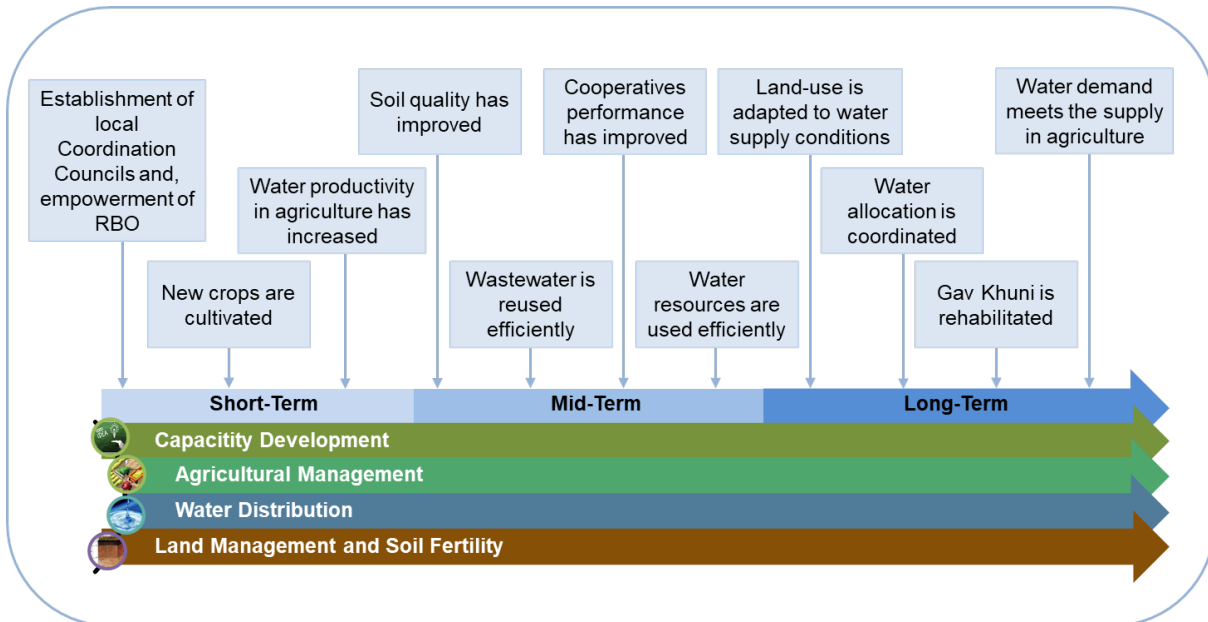 Establishment of
local
Coordination
Councils and,
empowerment of
RBO
New crops are
cultivated
Water productivity
in agriculture has
increased
Soil quality has
improved
Wastewater is
reused
efficiently
Cooperatives
performance
has improved
Water
resources are
used efficiently
Land-use is
adapted to water
supply conditions
Water
allocation is
coordinated
Gav Khuni is
rehabilitated
Water demand
meets the supply
in agriculture
Short-Term
Mid-Term
Long-Term
Capacitity Development
Agricultural Management
Water Distribution
Land Management and Soil Fertility